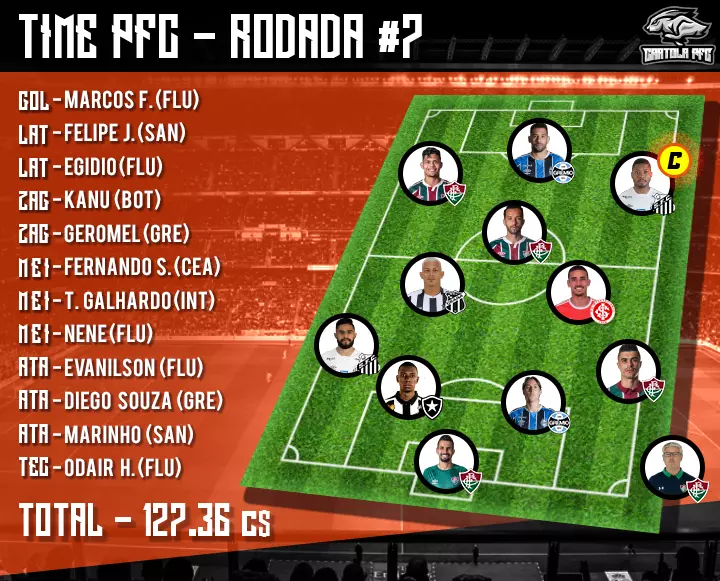 TIME PFC - RODADA #7
CARTOLA PFC
GOL - MARCOS F. (FLU)
LAT - FELIPE J. (SAN)
LAT - EGIDIO (FLU)
ZAG - KANU (BOT)
ZAG - GEROMEL (GRE)
MEI - FERNANDO S. (CEA)
MEI - T. GALHARDO (INT)
MEI - NENE (FLU)
ATA - EVANILSON (FLU)
ATA - DIEGO SOUZA (GRE)
ATA - MARINHO (SAN)
TEC - ODAIR H. (FLU)
TOTAL - 127.36 C$
C
GRÊMIO
GRÊMIO